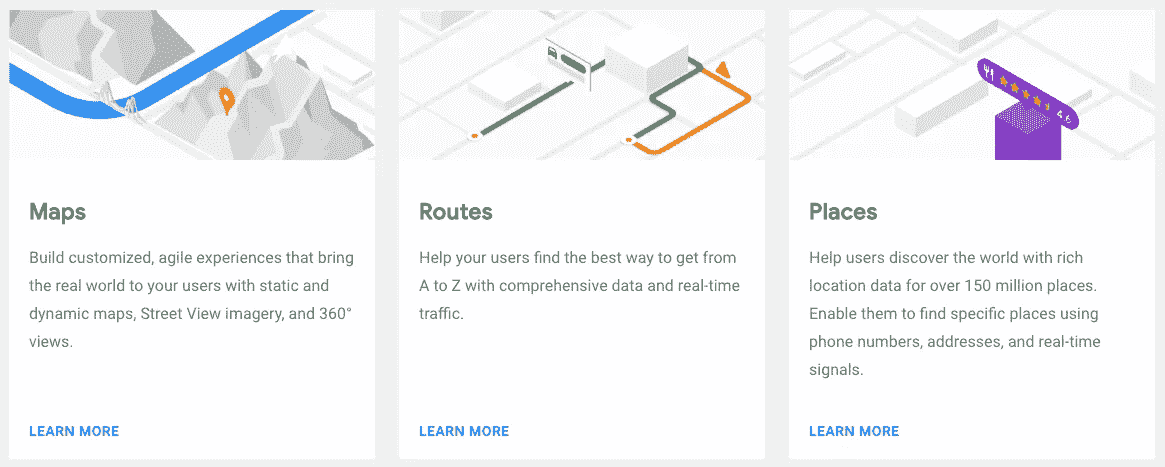 4.6
Maps
Build customized, agile experiences that bring
the real world to your users with static and
dynamic maps, Street View imagery, and 360°
views.
LEARN MORE
Routes
Help your users find the best way to get from
A to Z with comprehensive data and real-time
traffic.
LEARN MORE
Places
Help users discover the world with rich
location data for over 150 million places.
Enable them to find specific places using
phone numbers, addresses, and real-time
signals.
LEARN MORE